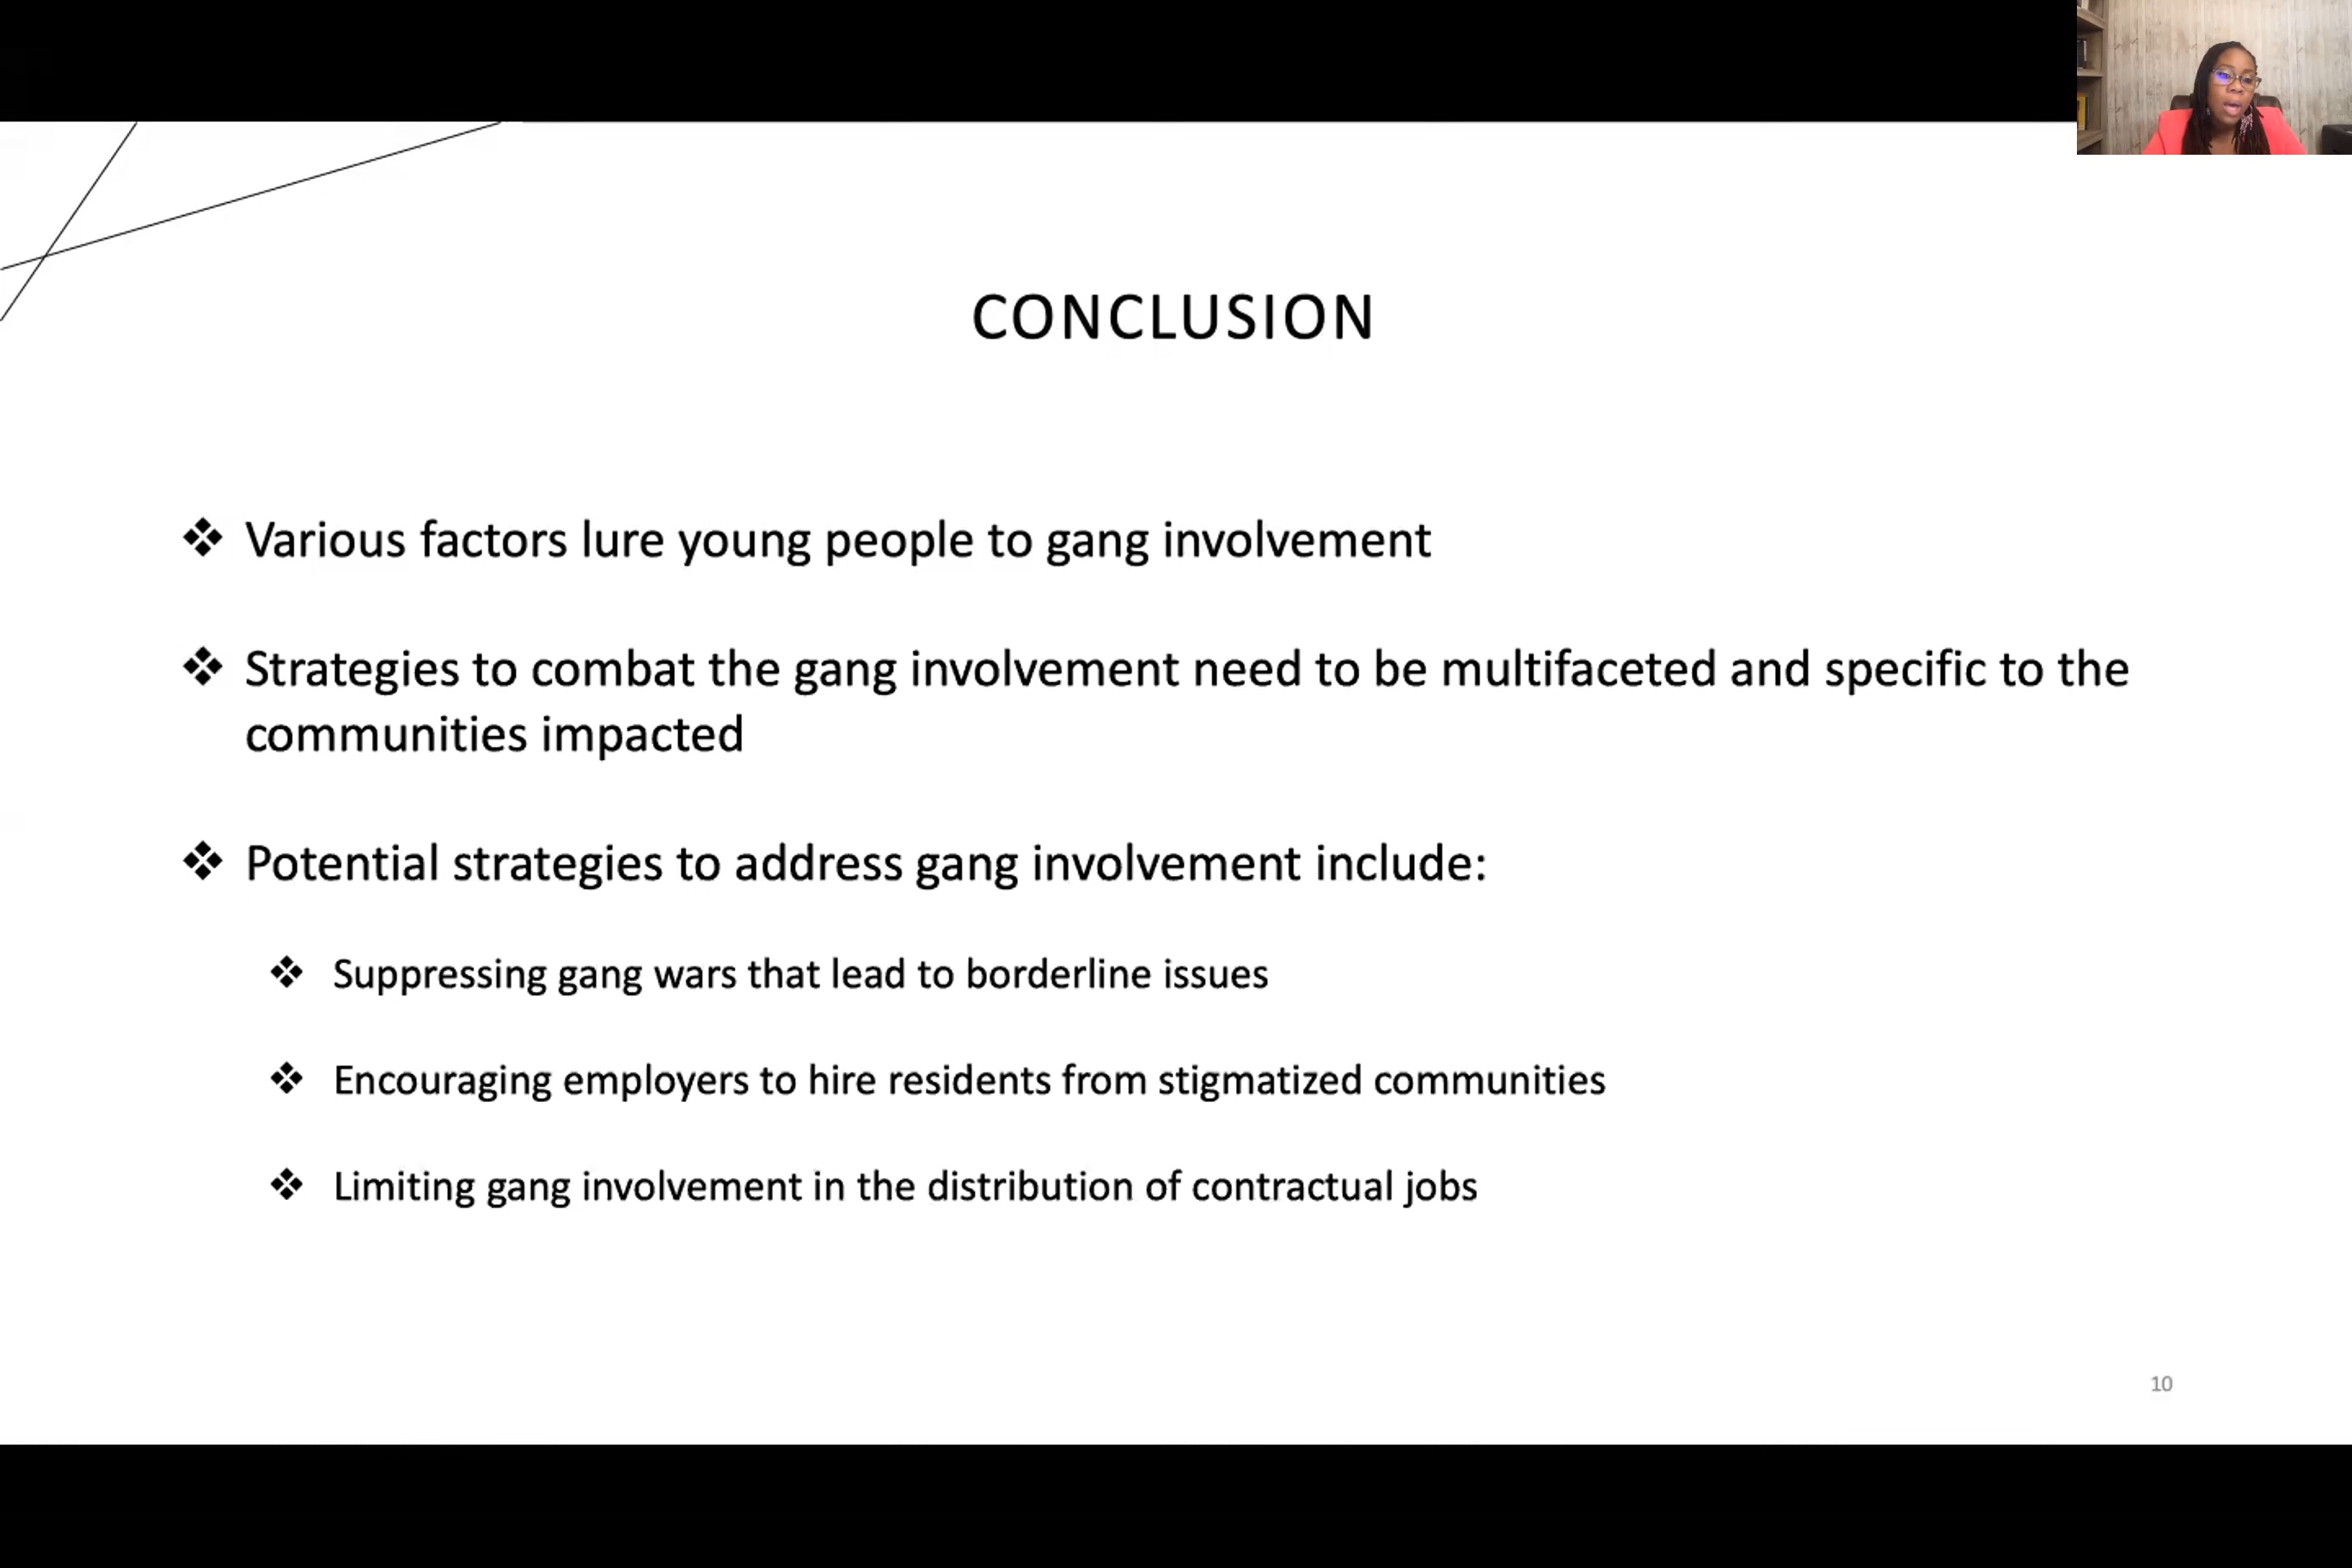 CONCLUSION
Various factors lure young people to gang involvement
Strategies to combat the gang involvement need to be multifaceted and specific to the
communities impacted
Potential strategies to address gang involvement include:
Suppressing gang wars that lead to borderline issues
Encouraging employers to hire residents from stigmatized communities
Limiting gang involvement in the distribution of contractual jobs
10